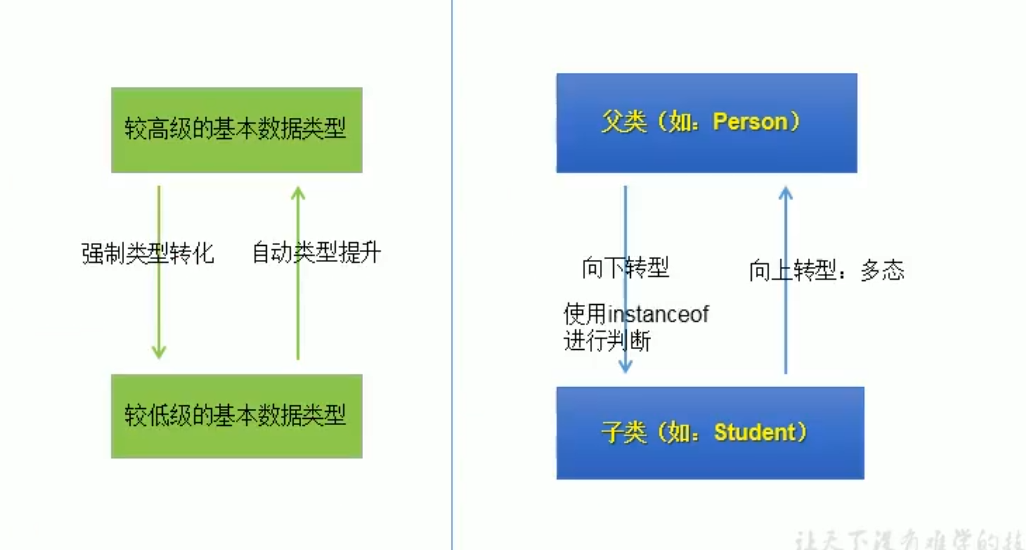 较高级的基本数据类型
强制类型转化
自动类型提升
较低级的基本数据类型
父类（如：Person）
向下转型
向上转型：多态
使用instanceof
进行判断
子类（如：Student）
让天下没有难学的技